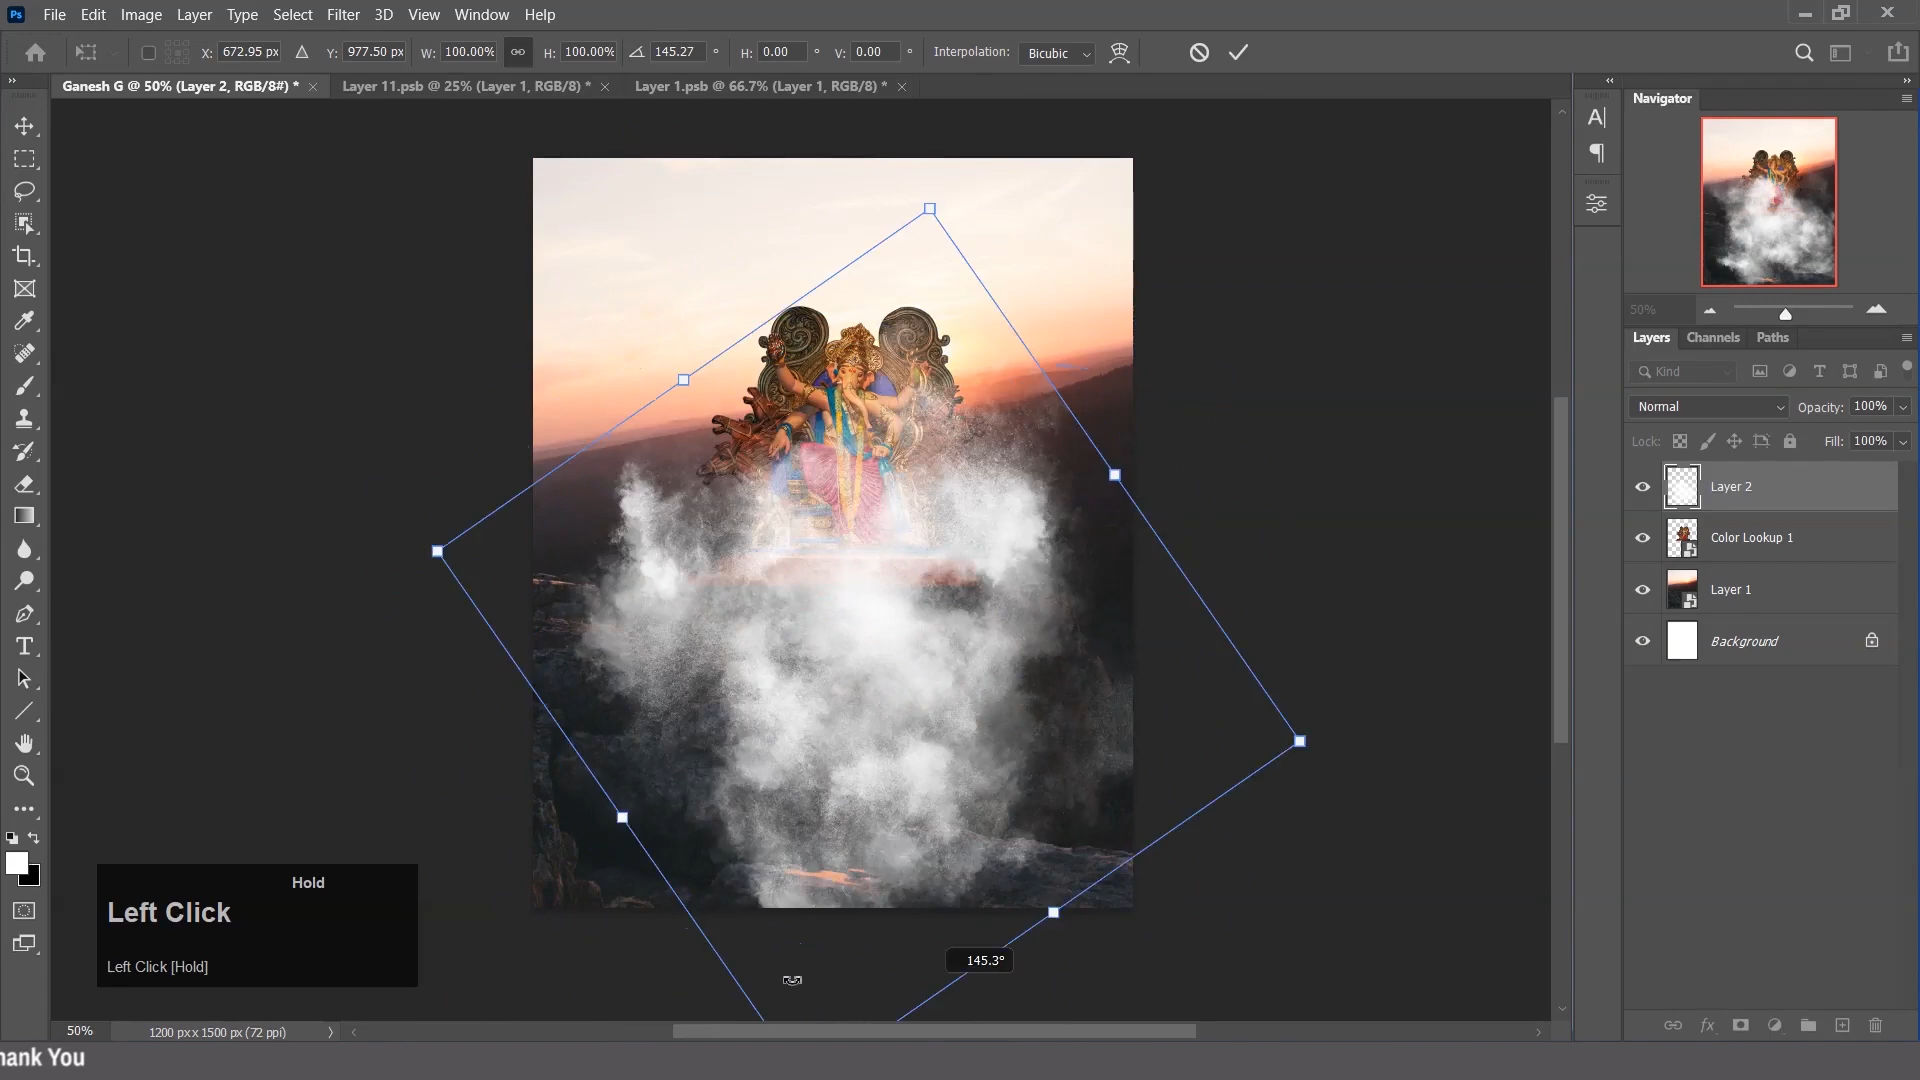 Ps File Edit Image Layer Type Select Filter 3D View Window Help
X: 672.95 px Y: 977.50 px W: 100.00% H: 100.00% 145.27 ° H: 0.00 ° V: 0.00 ° Interpolation: Bicubic
Ganesh G @ 50% (Layer 2, RGB/8#) * Layer 11.psb @ 25% (Layer 1, RGB/8) * Layer 1.psb @ 66.7% (Layer 1, RGB/8) *
Navigator
50%
Layers Channels Paths
Kind
Normal Opacity: 100%
Lock: Fill: 100%
Layer 2
Color Lookup 1
Layer 1
Background
Hold
Left Click
Left Click [Hold]
145.3°
50% 1200 px x 1500 px (72 ppi)
hank You